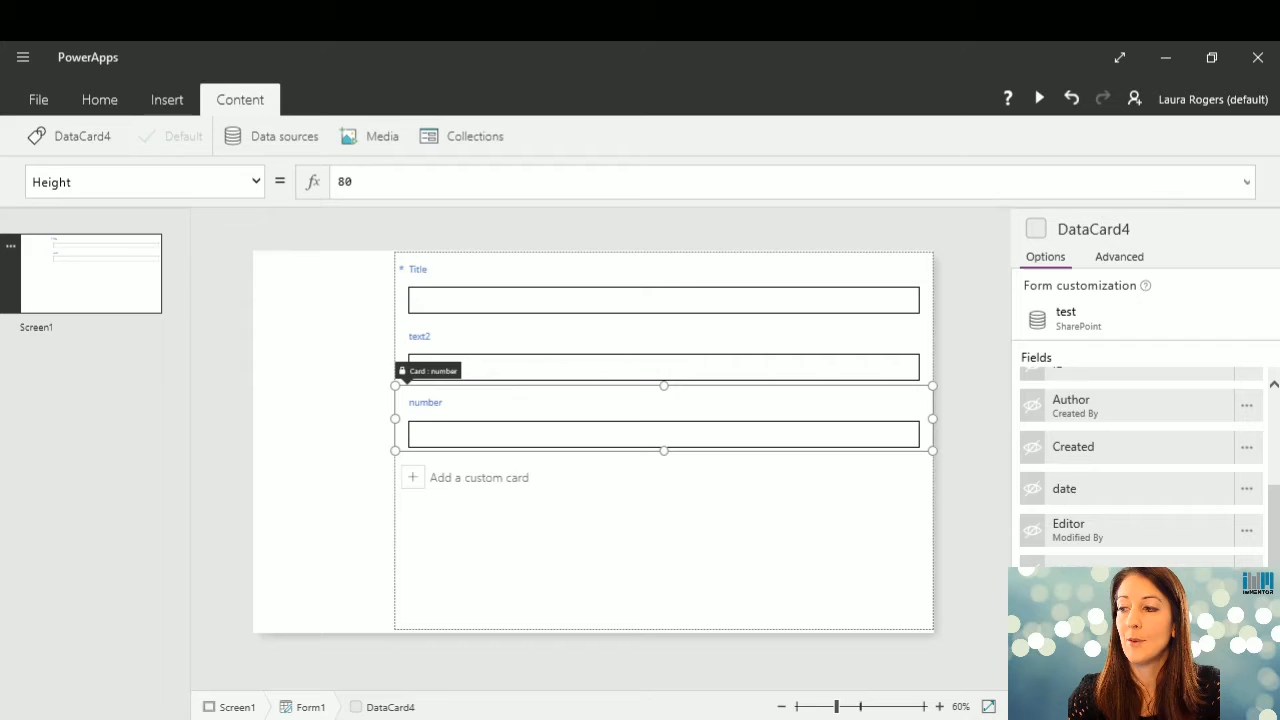 PowerApps
File Home Insert Content
? Laura Rogers (default)
DataCard4 Default Data sources Media Collections
Height = fx 80
DataCard4
Options Advanced
Form customization ?
test
SharePoint
Fields
Author
Created By
Created
date
Editor
Modified By
Screen1
* Title
text2
Card : number
number
+ Add a custom card
Screen1 Form1 DataCard4
60%
iwMENTOR